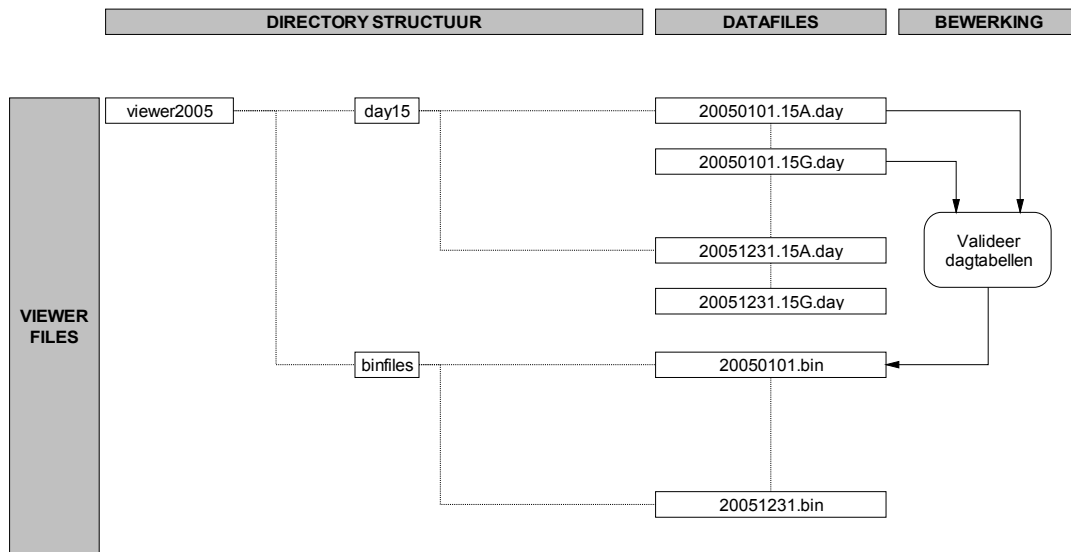 DIRECTORY STRUCTUUR
DATAFILES
BEWERKING
VIEWER
FILES
viewer2005
day15
20050101.15A.day
20050101.15G.day
Valideer
dagtabellen
20051231.15A.day
20051231.15G.day
binfiles
20050101.bin
20051231.bin